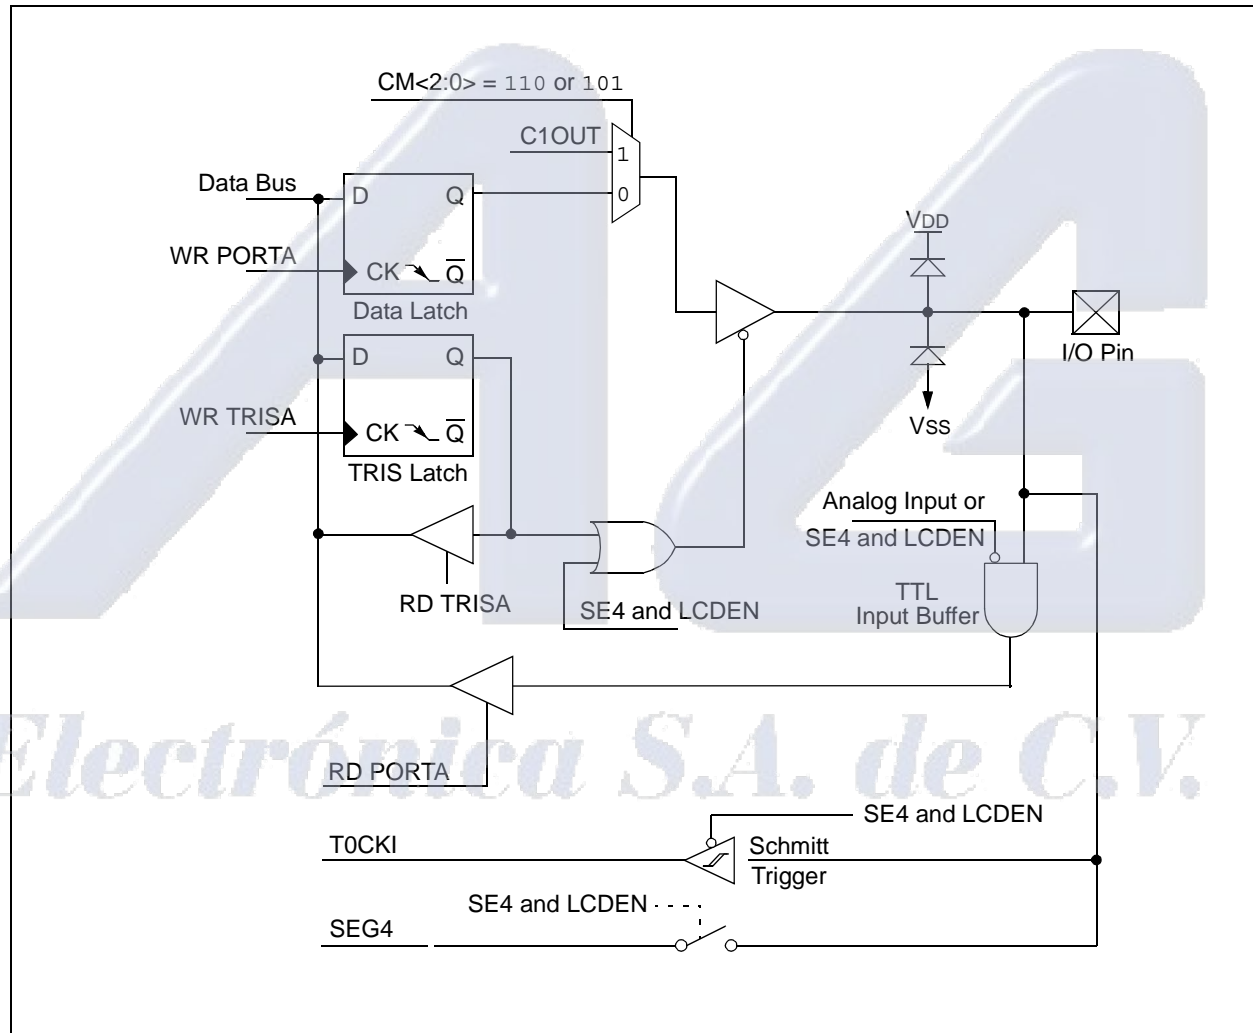 CM<2:0> = 110 or 101
C1OUT
1
0
Data Bus
D
Q
WR PORTA
CK
Q̅
Data Latch
VDD
I/O Pin
VSS
D
Q
WR TRISA
CK
Q̅
TRIS Latch
Analog Input or
SE4 and LCDEN
TTL
Input Buffer
RD TRISA
SE4 and LCDEN
RD PORTA
Electrónica S.A. de C.V.
SE4 and LCDEN
T0CKI
Schmitt
Trigger
SE4 and LCDEN
SEG4
AG